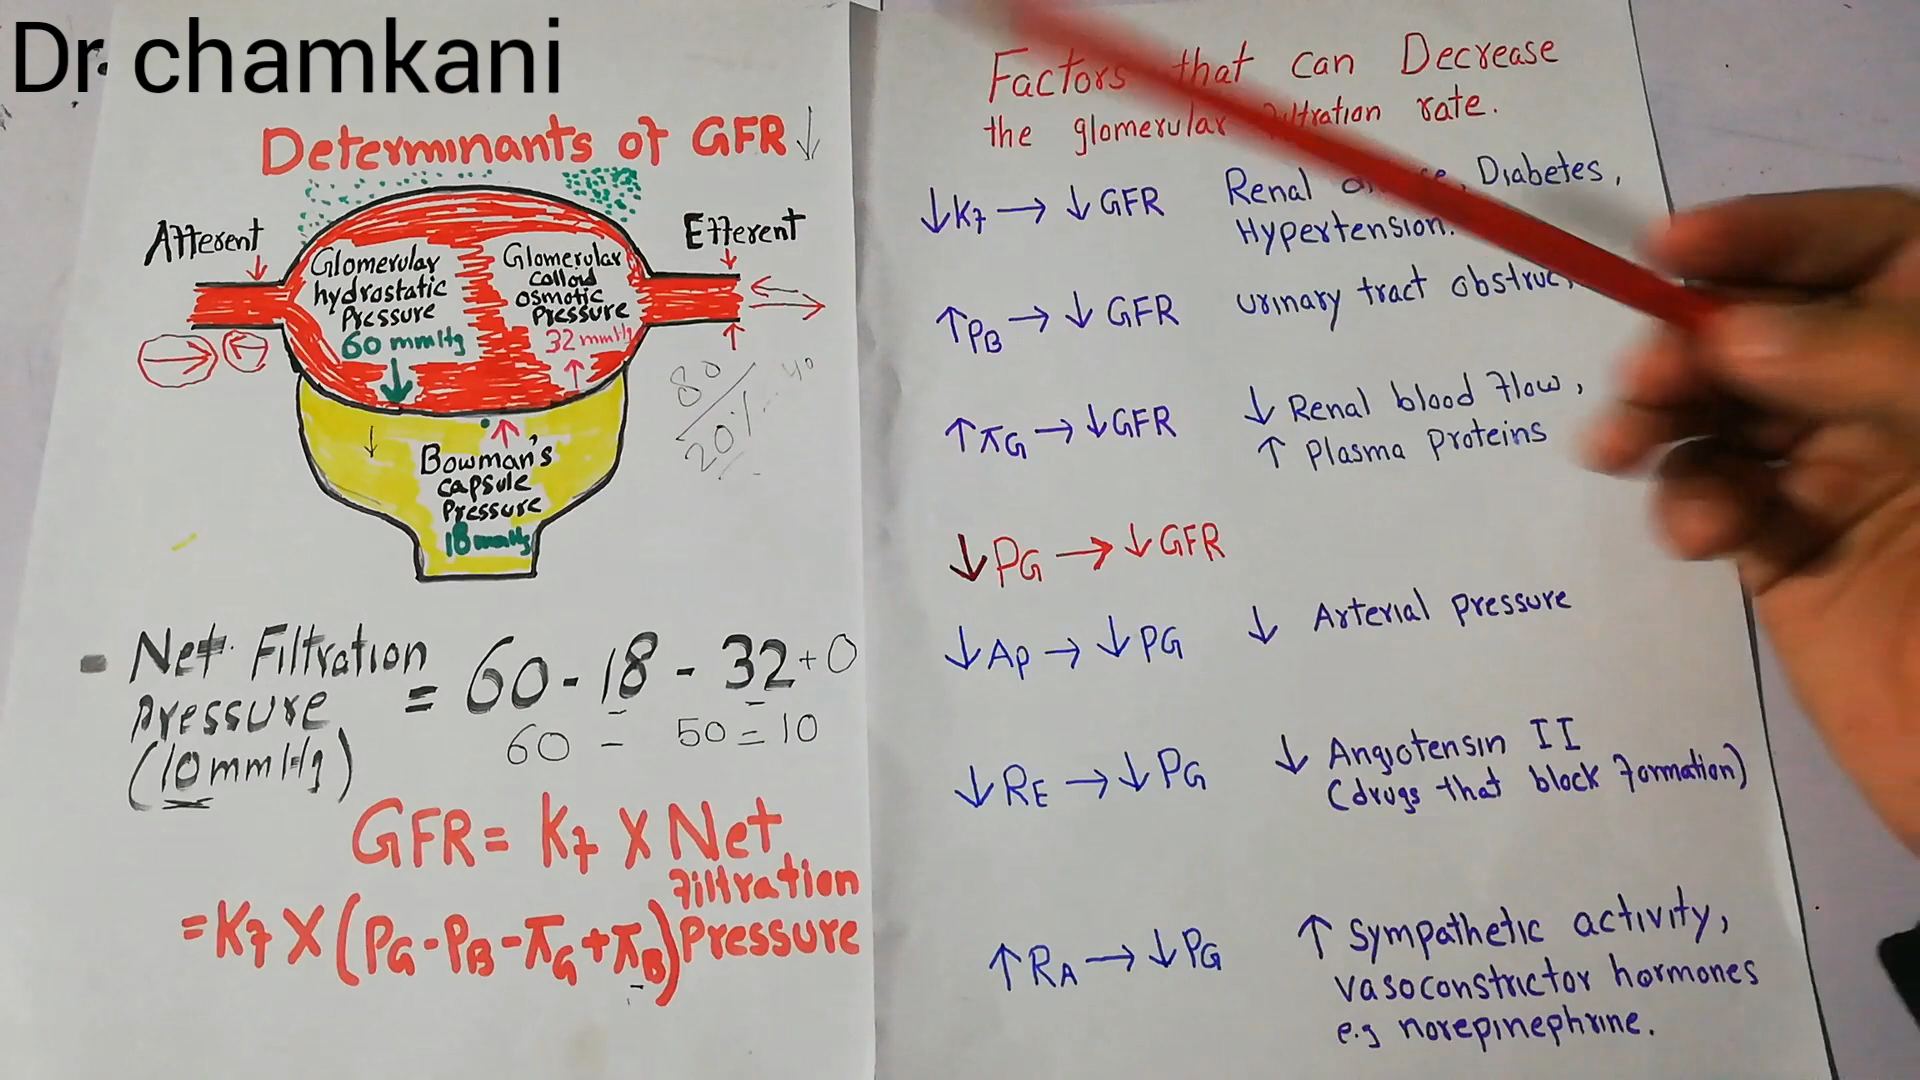 Dr chamkani
Determinants of GFR ↓
Afferent
Efferent
Glomerular
hydrostatic
Pressure
60 mmHg
Glomerular
colloid
osmotic
Pressure
32 mmHg
Bowman's
capsule
Pressure
18 mmHg
80
20%
40
- Net Filtration
Pressure
(10mmHg)
= 60 - 18 - 32 + 0
60 - 50 = 10
GFR = Kf X Net
filtration
Pressure
= Kf X (PG - PB - πG + πB)
Factors that can Decrease
the glomerular rate.
↓ Kf → ↓ GFR Renal , Diabetes,
Hypertension.
↑ PB → ↓ GFR urinary tract
↑ πG → ↓ GFR ↓ Renal blood flow,
↑ Plasma Proteins
↓ PG → ↓ GFR
↓ Ap → ↓ PG ↓ Arterial pressure
↓ RE → ↓ PG ↓ Angiotensin II
(drugs that block formation)
↑ RA → ↓ PG ↑ Sympathetic activity,
vasoconstrictor hormones
e.g norepinephrine.